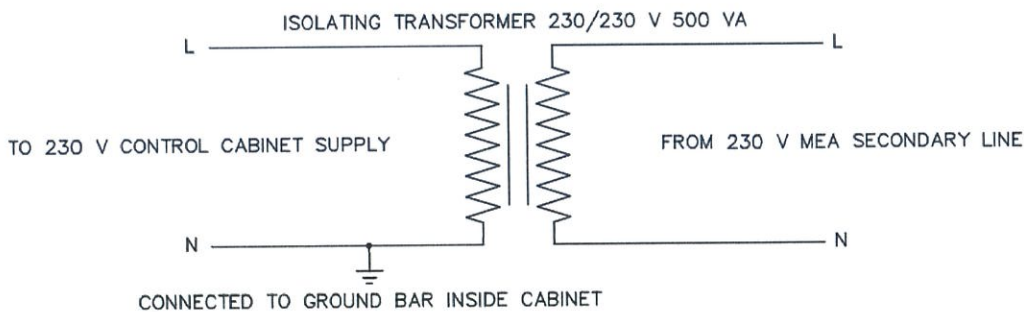 ISOLATING TRANSFORMER 230/230 V 500 VA
L
L
TO 230 V CONTROL CABINET SUPPLY
FROM 230 V MEA SECONDARY LINE
N
N
CONNECTED TO GROUND BAR INSIDE CABINET